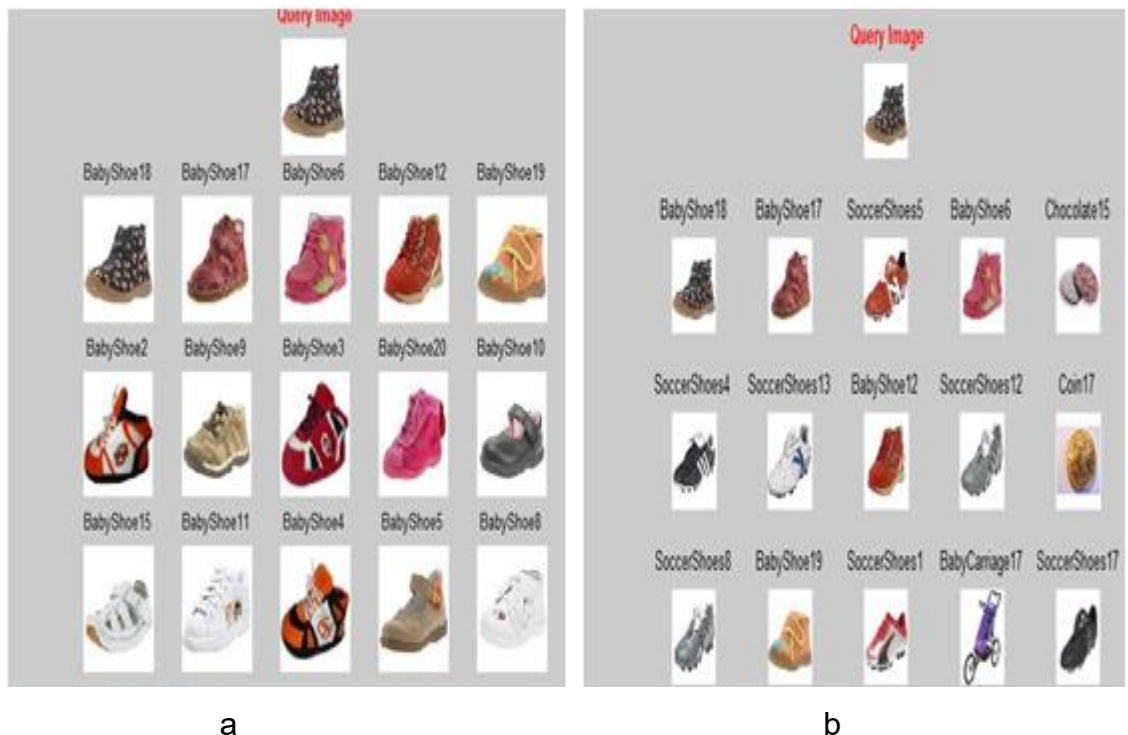 Query Image
BabyShoe18 BabyShoe17 BabyShoe6 BabyShoe12 BabyShoe19
BabyShoe2 BabyShoe9 BabyShoe3 BabyShoe20 BabyShoe10
BabyShoe15 BabyShoe11 BabyShoe4 BabyShoe5 BabyShoe8
a
Query Image
BabyShoe18 BabyShoe17 SoccerShoes5 BabyShoe6 Chocolate15
SoccerShoes4 SoccerShoes13 BabyShoe12 SoccerShoes12 Coin17
SoccerShoes8 BabyShoe19 SoccerShoes1 BabyCarriage17 SoccerShoes17
b